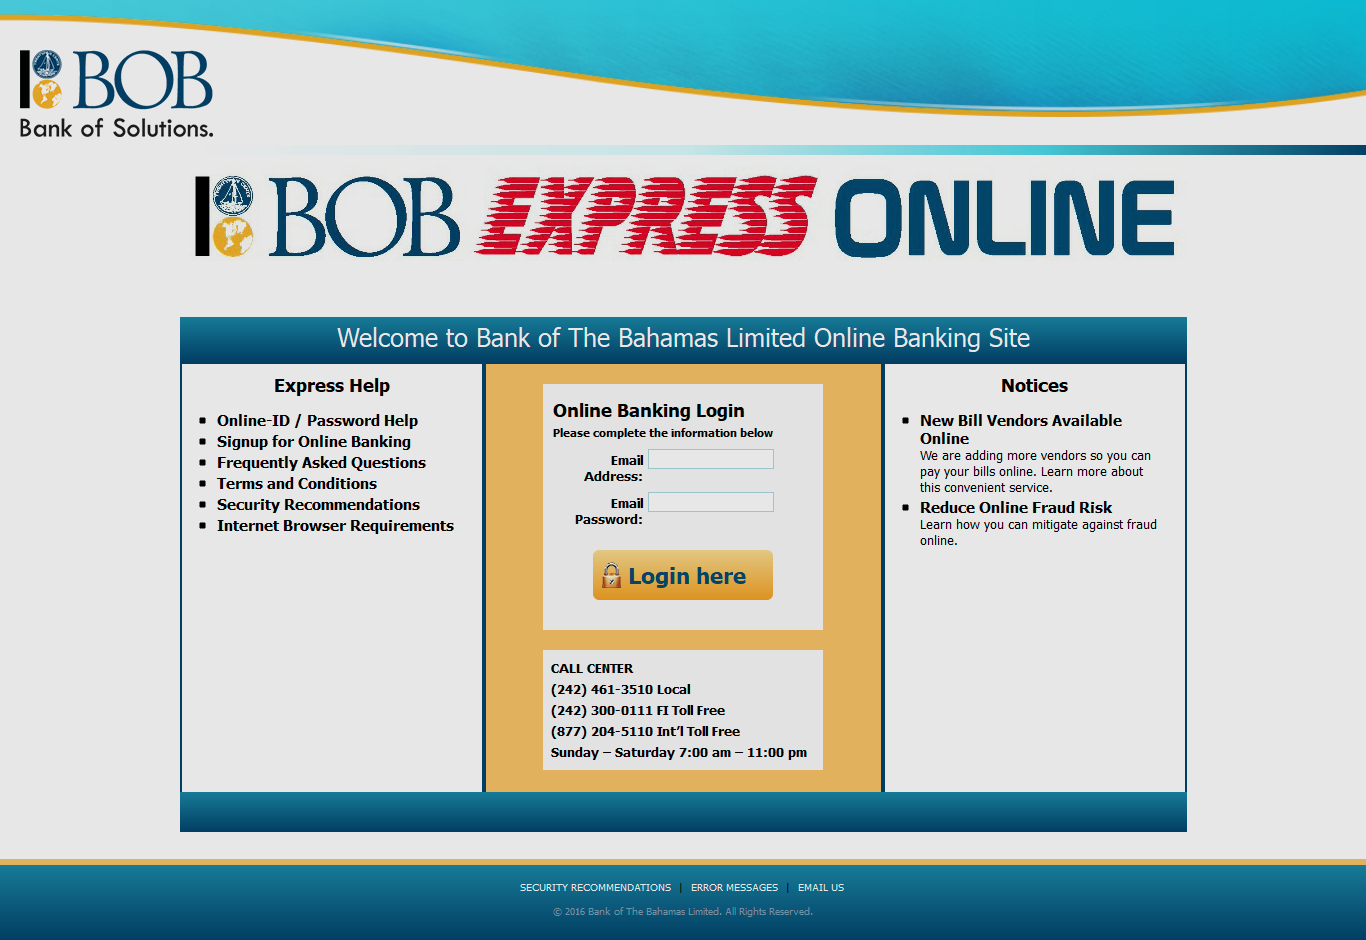 BOB
Bank of Solutions.
BOB EXPRESS ONLINE
Welcome to Bank of The Bahamas Limited Online Banking Site
Express Help
Online-ID / Password Help
Signup for Online Banking
Frequently Asked Questions
Terms and Conditions
Security Recommendations
Internet Browser Requirements
Online Banking Login
Please complete the information below
Email
Address:
Email
Password:
Login here
CALL CENTER
(242) 461-3510 Local
(242) 300-0111 FI Toll Free
(877) 204-5110 Int’l Toll Free
Sunday – Saturday 7:00 am – 11:00 pm
Notices
New Bill Vendors Available
Online
We are adding more vendors so you can
pay your bills online. Learn more about
this convenient service.
Reduce Online Fraud Risk
Learn how you can mitigate against fraud
online.
SECURITY RECOMMENDATIONS | ERROR MESSAGES | EMAIL US
© 2016 Bank of The Bahamas Limited. All Rights Reserved.